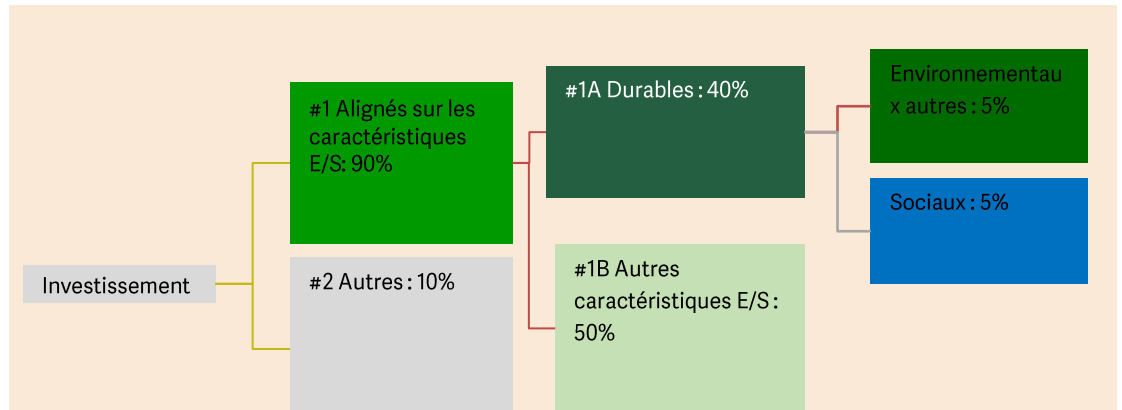 Investissement
#1 Alignés sur les
caractéristiques
E/S: 90%
#2 Autres : 10%
#1A Durables : 40%
#1B Autres
caractéristiques E/S :
50%
Environnementau
x autres : 5%
Sociaux : 5%